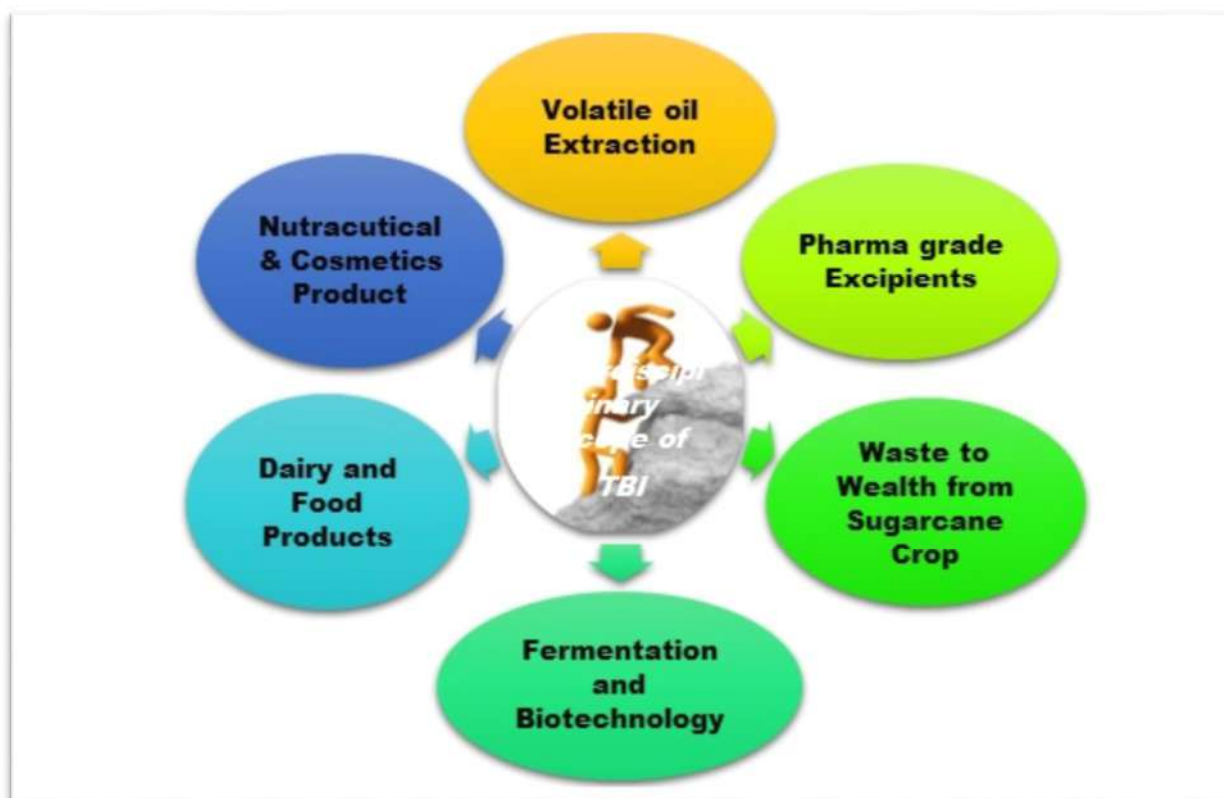 Volatile oil
Extraction
Pharma grade
Excipients
Waste to
Wealth from
Sugarcane
Crop
Fermentation
and
Biotechnology
Dairy and
Food
Products
Nutracutical
& Cosmetics
Product
of
TBI